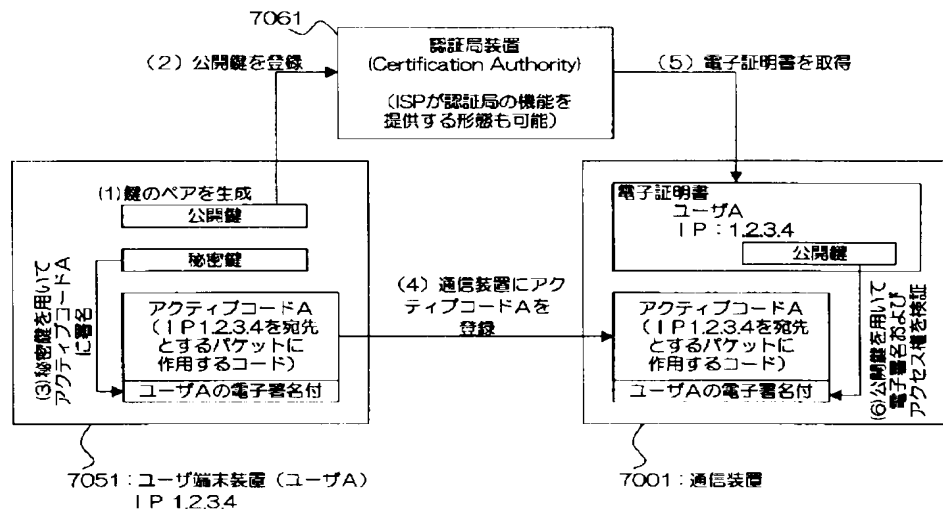 7061
認証局装置
(Certification Authority)
(ISPが認証局の機能を
提供する形態も可能)
(2) 公開鍵を登録
(5) 電子証明書を取得
(1)鍵のペアを生成
公開鍵
秘密鍵
(3)秘密鍵を用いて
アクティブコードA
に署名
アクティブコードA
(IP1.2.3.4を宛先
とするパケットに
作用するコード)
ユーザAの電子署名付
(4) 通信装置にアク
ティブコードAを
登録
電子証明書
ユーザA
IP:1.2.3.4
公開鍵
アクティブコードA
(IP1.2.3.4を宛先
とするパケットに
作用するコード)
ユーザAの電子署名付
(6)公開鍵を用いて
電子署名および
アクセス権を検証
7051:ユーザ端末装置(ユーザA)
IP 1.2.3.4
7001:通信装置